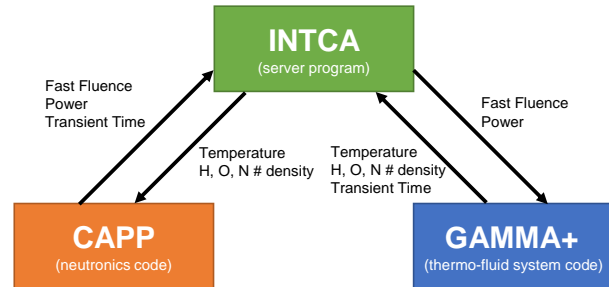 INTCA
(server program)
Fast Fluence
Power
Transient Time
Fast Fluence
Power
Temperature
H, O, N # density
Temperature
H, O, N # density
Transient Time
CAPP
(neutronics code)
GAMMA+
(thermo-fluid system code)